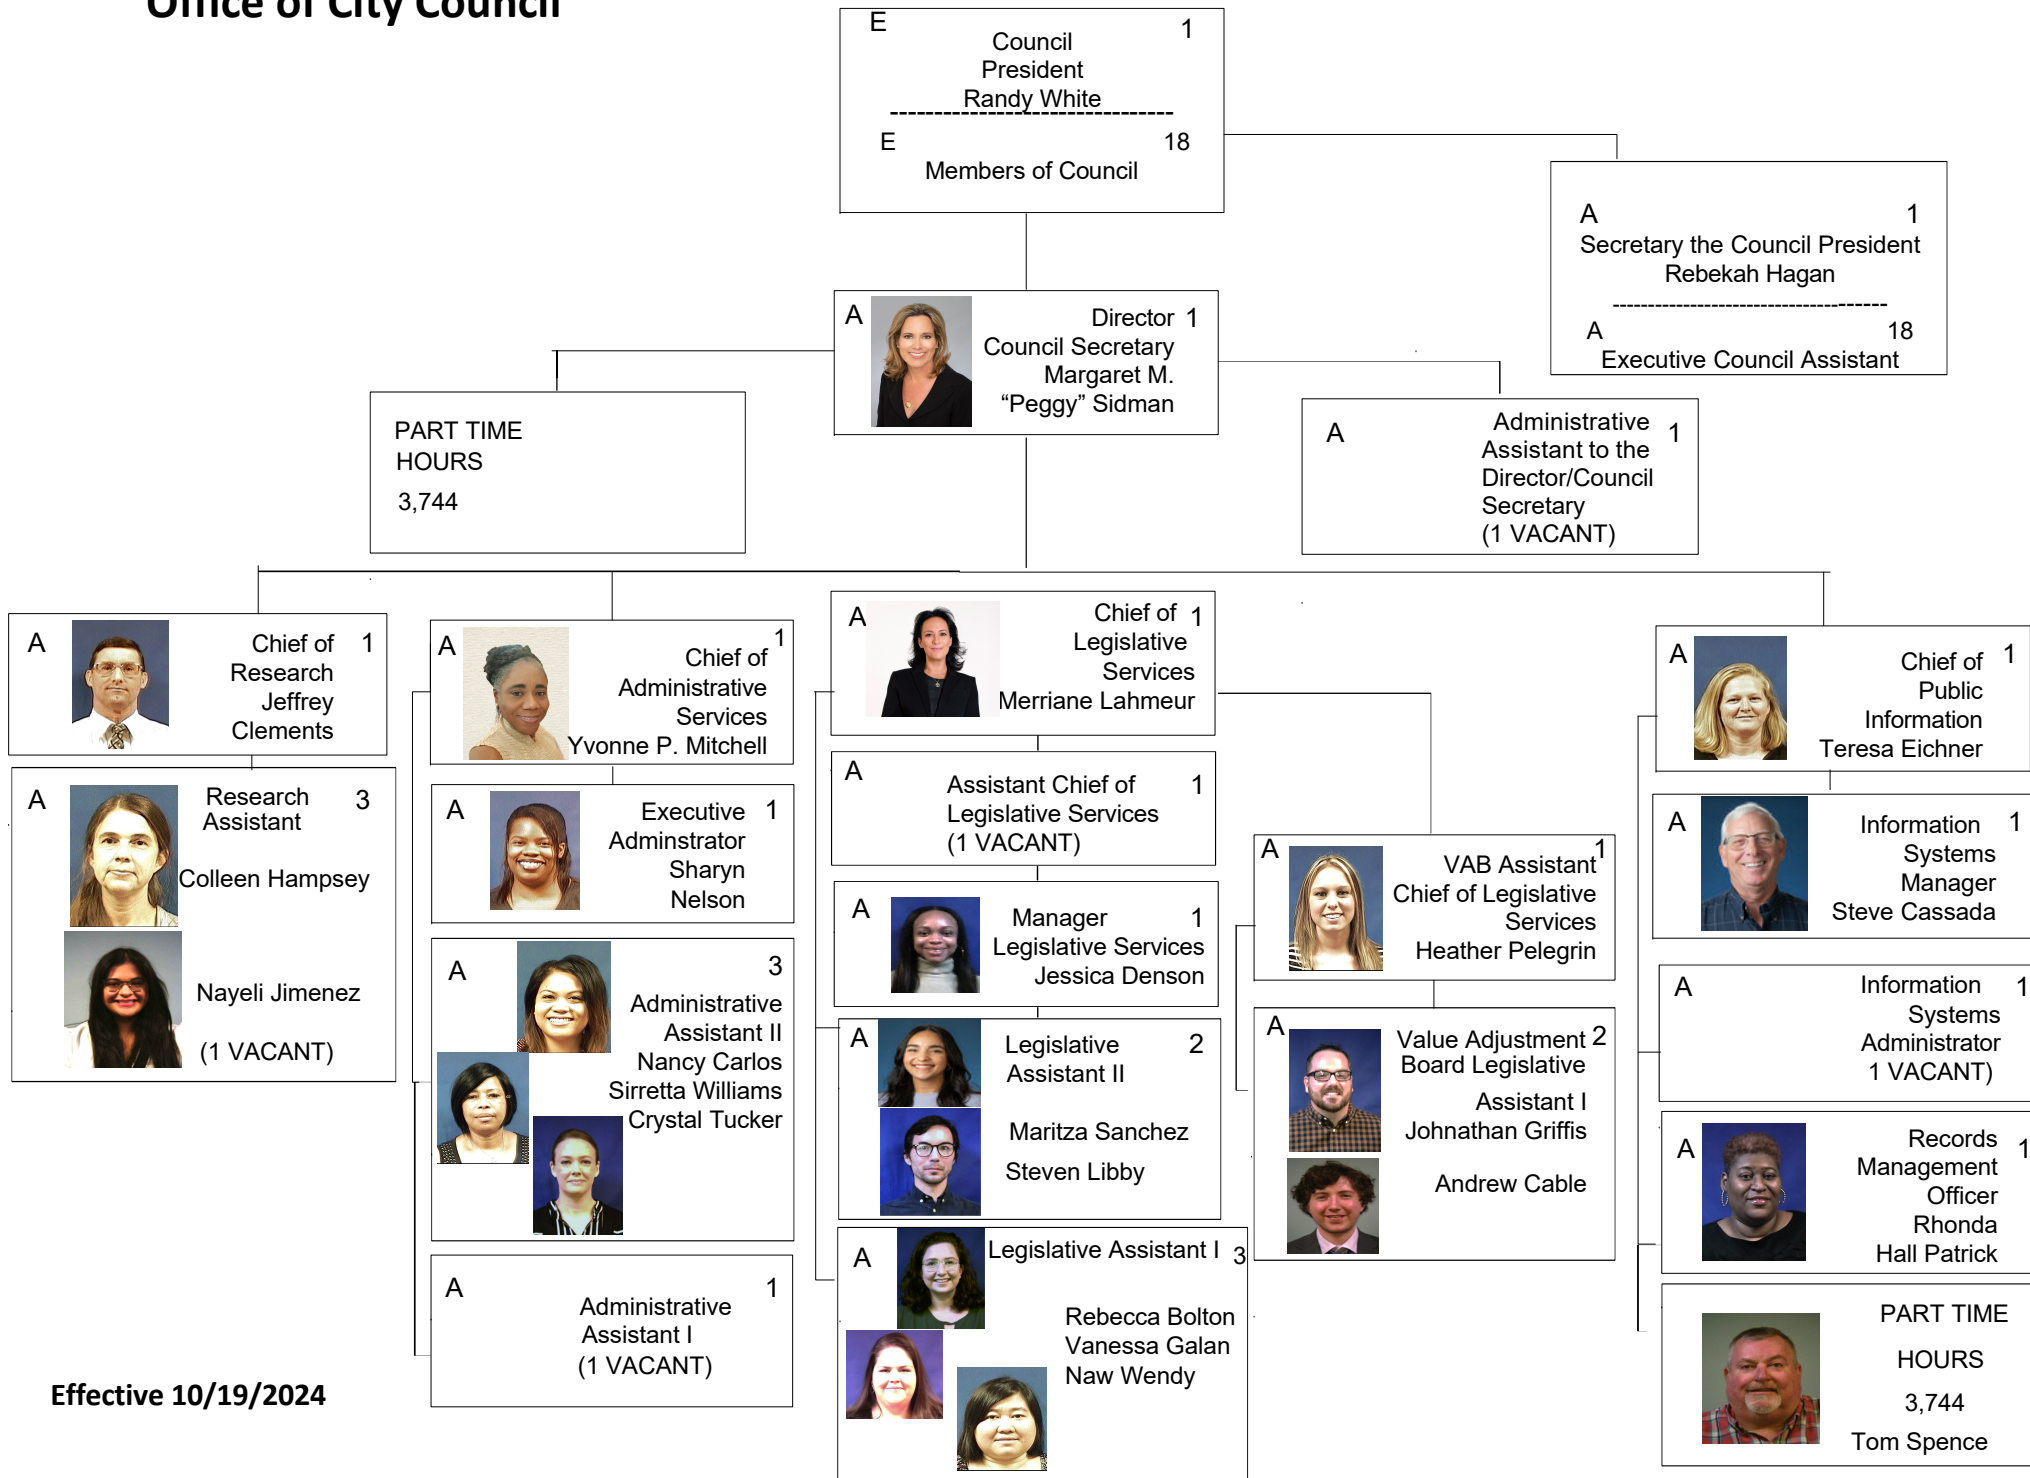 Office of City Council
E 1
Council
President
Randy White
--------------------------------
E 18
Members of Council
A 1
Secretary the Council President
Rebekah Hagan
--------------------------------------
A 18
Executive Council Assistant
A Director 1
Council Secretary
Margaret M.
“Peggy” Sidman
PART TIME
HOURS
3,744
A Administrative 1
Assistant to the
Director/Council
Secretary
(1 VACANT)
A Chief of 1
Research
Jeffrey
Clements
A Research 3
Assistant
Colleen Hampsey
Nayeli Jimenez
(1 VACANT)
A 1
Chief of
Administrative
Services
Yvonne P. Mitchell
A Executive 1
Adminstrator
Sharyn
Nelson
A 3
Administrative
Assistant II
Nancy Carlos
Sirretta Williams
Crystal Tucker
A 1
Administrative
Assistant I
(1 VACANT)
A Chief of 1
Legislative
Services
Merriane Lahmeur
A 1
Assistant Chief of
Legislative Services
(1 VACANT)
A 1
Manager
Legislative Services
Jessica Denson
A Legislative 2
Assistant II
Maritza Sanchez
Steven Libby
A Legislative Assistant I 3
Rebecca Bolton
Vanessa Galan
Naw Wendy
A 1
VAB Assistant
Chief of Legislative
Services
Heather Pelegrin
A Value Adjustment 2
Board Legislative
Assistant I
Johnathan Griffis
Andrew Cable
A Chief of 1
Public
Information
Teresa Eichner
A Information 1
Systems
Manager
Steve Cassada
A Information 1
Systems
Administrator
1 VACANT)
A Records 1
Management
Officer
Rhonda
Hall Patrick
PART TIME
HOURS
3,744
Tom Spence
Effective 10/19/2024